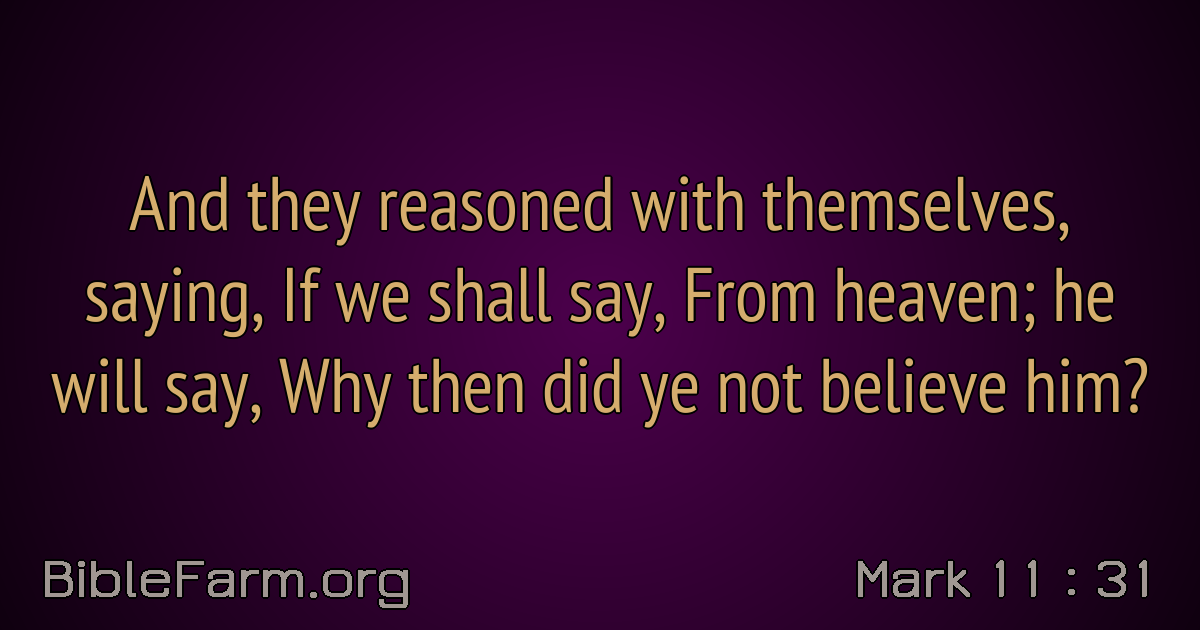 And they reasoned with themselves,
saying, If we shall say, From heaven; he
will say, Why then did ye not believe him?
BibleFarm.org
Mark 11 : 31